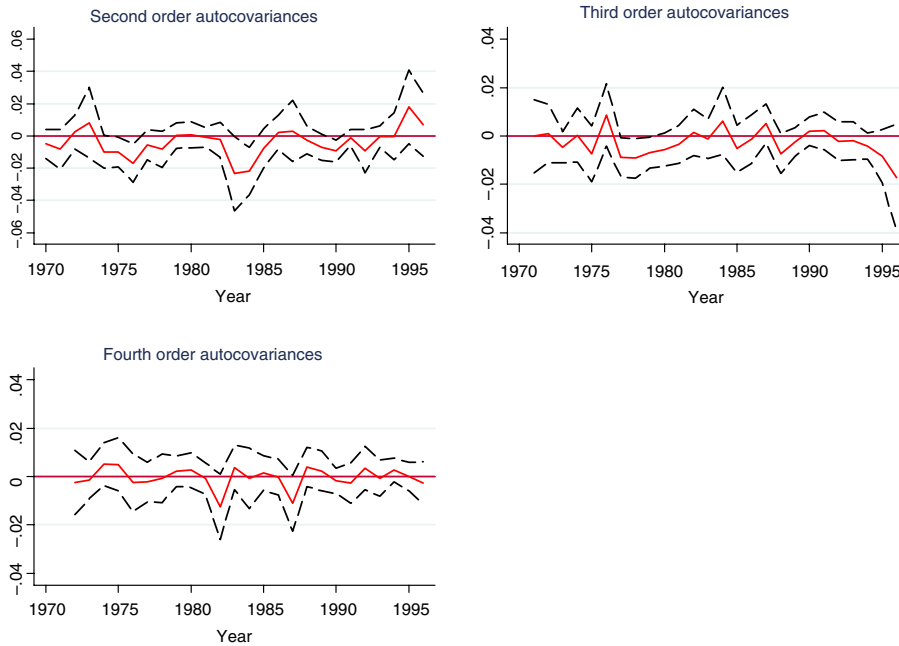 Second order autocovariances
.06
.04
.02
0
−.02
−.04
−.06
1970 1975 1980 1985 1990 1995
Year
Third order autocovariances
.04
.02
0
−.02
−.04
1970 1975 1980 1985 1990 1995
Year
Fourth order autocovariances
.04
.02
0
−.02
−.04
1970 1975 1980 1985 1990 1995
Year